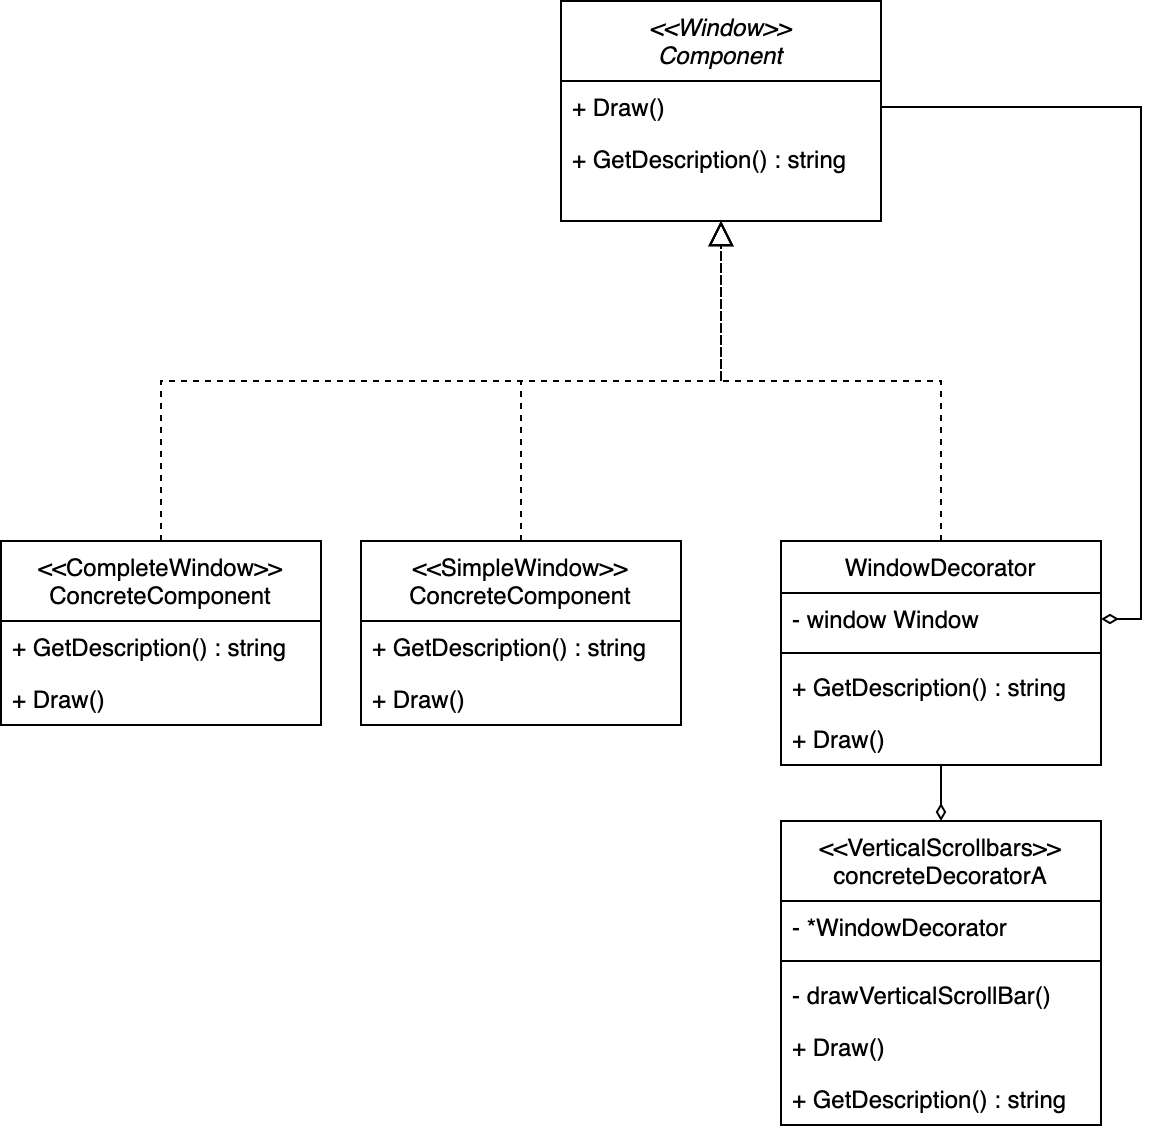 <<Window>>
Component
+ Draw()
+ GetDescription() : string
<<CompleteWindow>>
ConcreteComponent
+ GetDescription() : string
+ Draw()
<<SimpleWindow>>
ConcreteComponent
+ GetDescription() : string
+ Draw()
WindowDecorator
- window Window
+ GetDescription() : string
+ Draw()
<<VerticalScrollbars>>
concreteDecoratorA
- *WindowDecorator
- drawVerticalScrollBar()
+ Draw()
+ GetDescription() : string